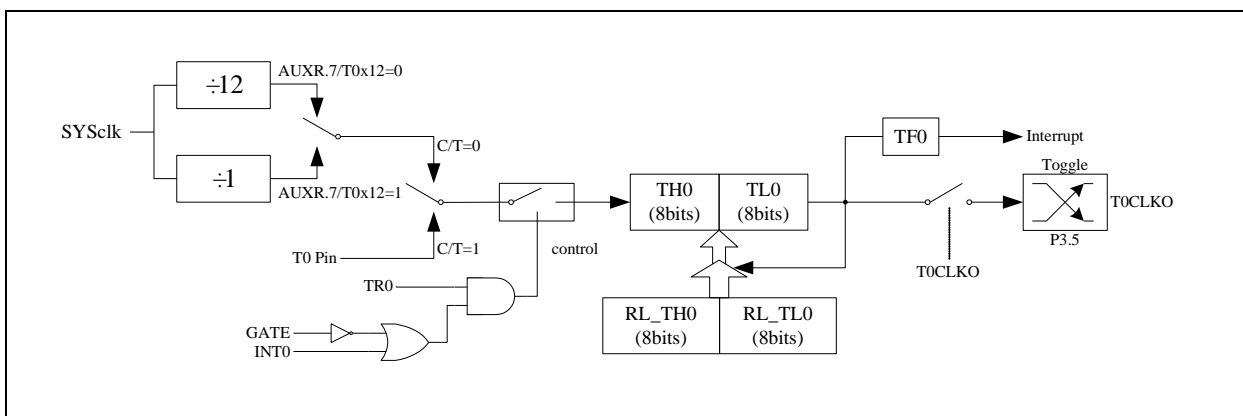 ÷12
AUXR.7/T0x12=0
SYSclk
÷1
AUXR.7/T0x12=1
C/T=0
T0 Pin
C/T=1
control
TR0
GATE
INT0
TH0
(8bits)
TL0
(8bits)
RL_TH0
(8bits)
RL_TL0
(8bits)
TF0
Interrupt
Toggle
T0CLKO
P3.5
T0CLKO